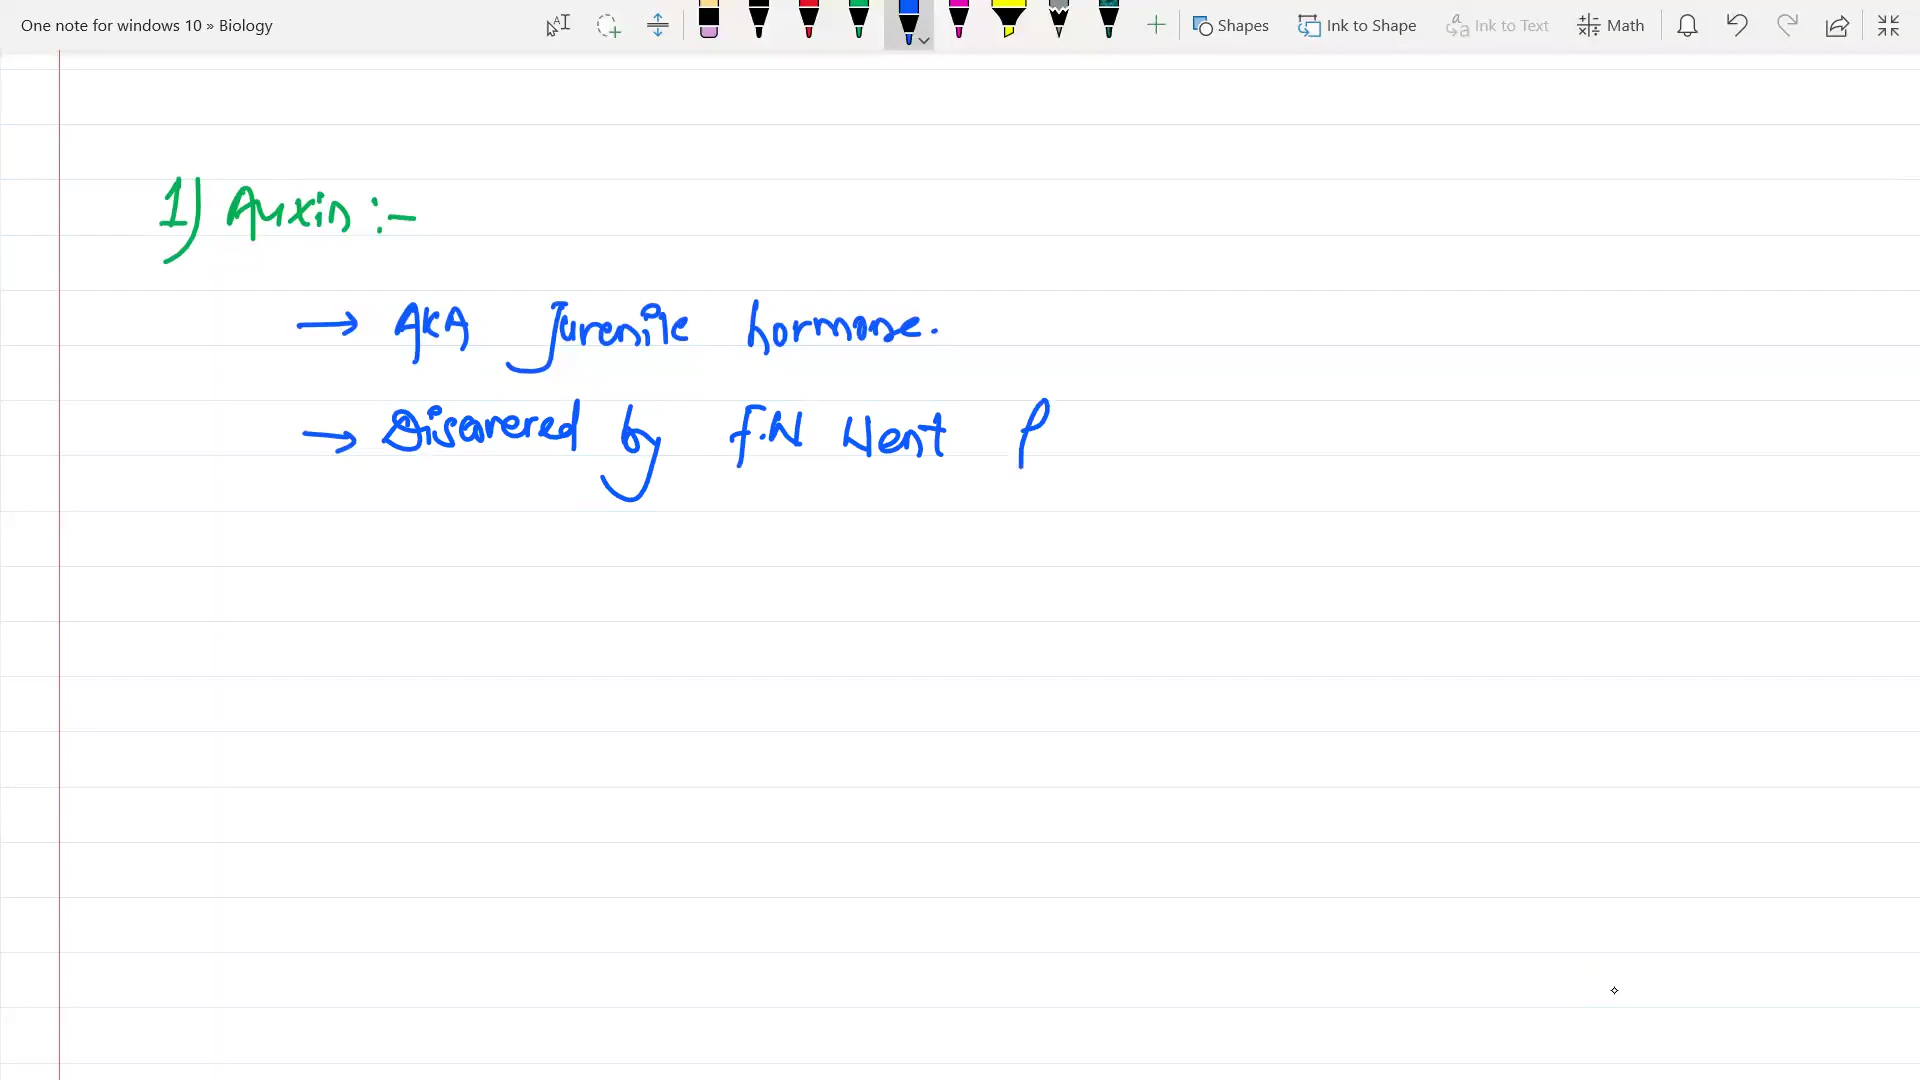 One note for windows 10 » Biology Shapes Ink to Shape Ink to Text Math
1) Auxin :-
→ AKA Juvenile hormone.
→ Discovered by F.N Went